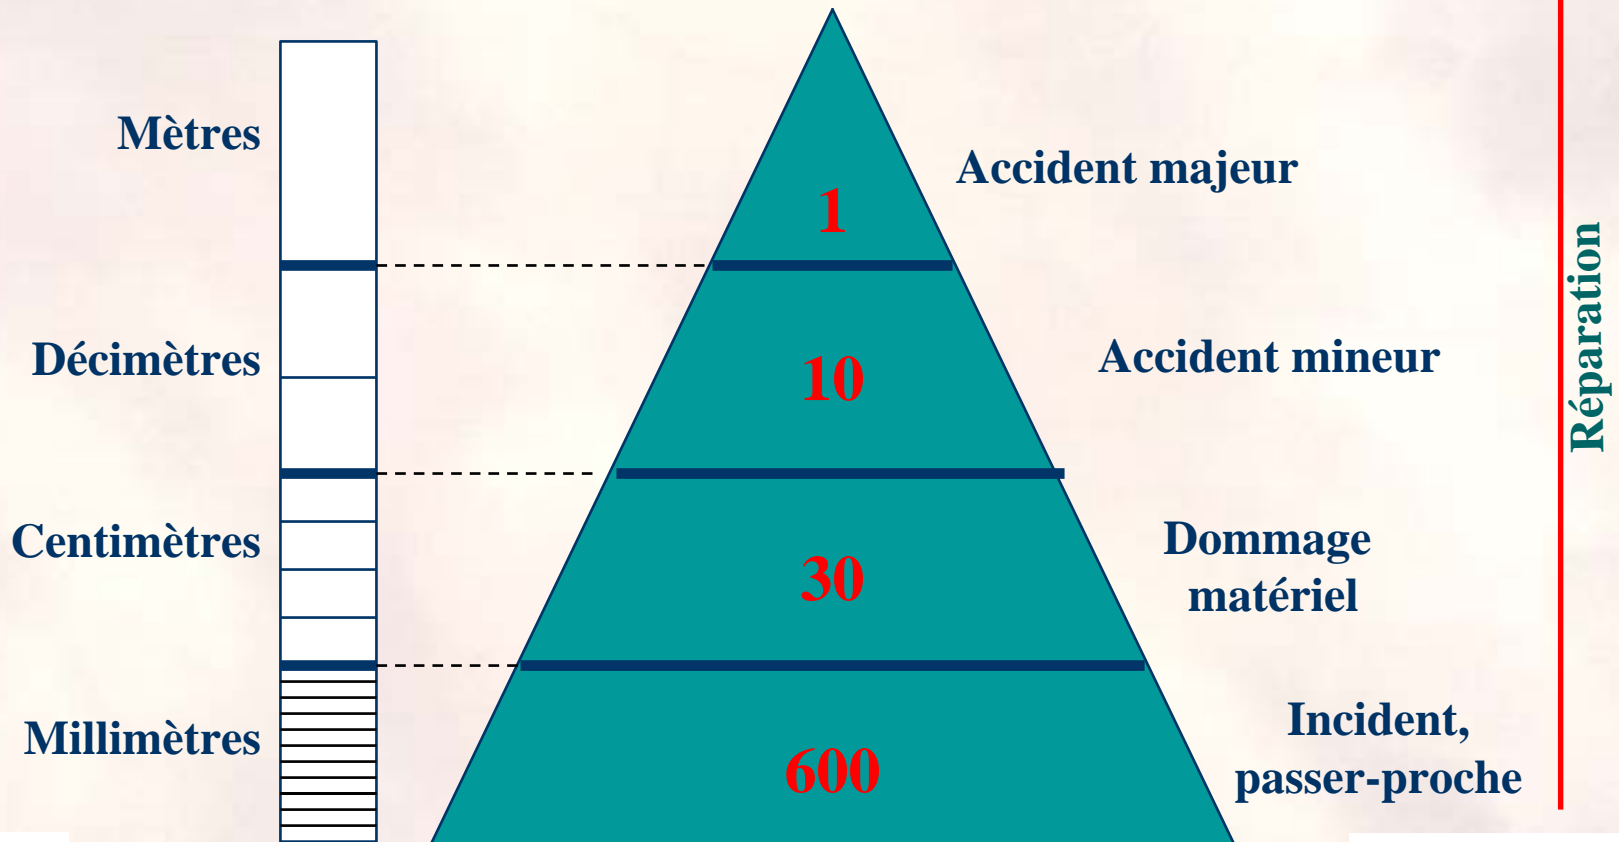 Mètres
Accident majeur
1
Décimètres
10
Accident mineur
Centimètres
30
Dommage
matériel
Millimètres
600
Incident,
passer-proche
Réparation